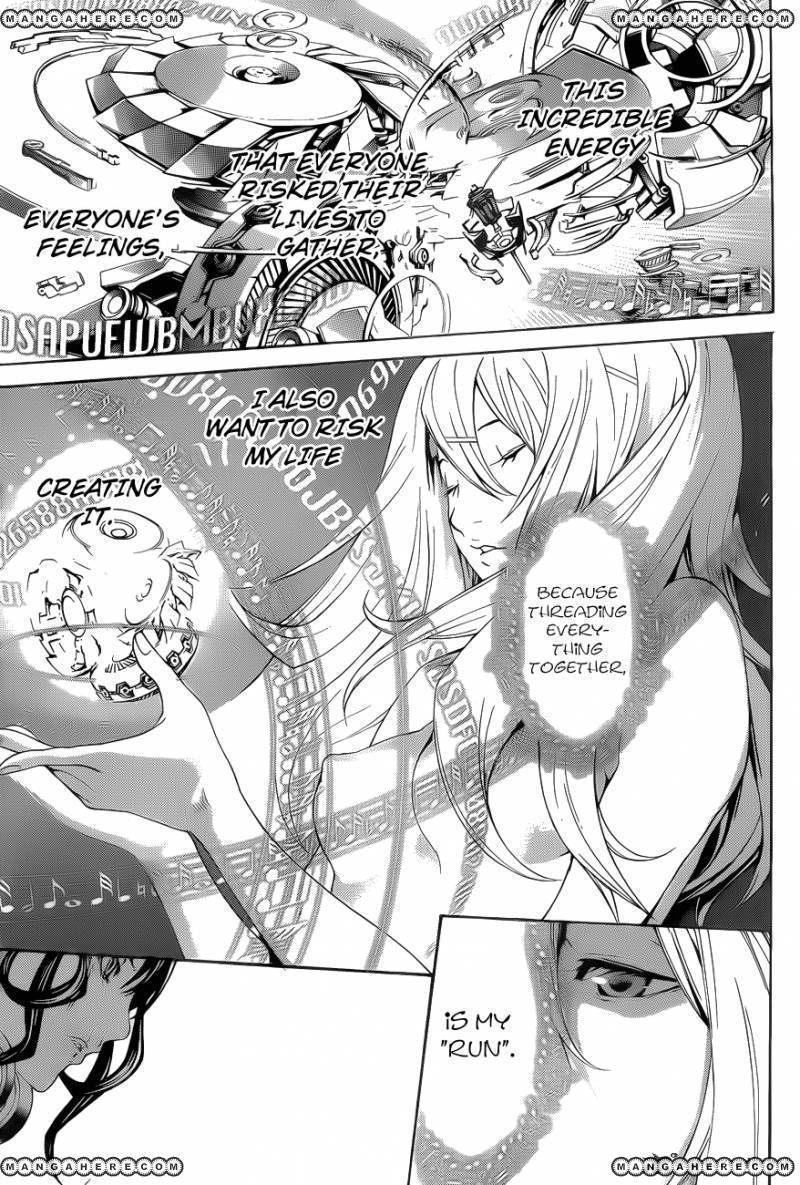 MANGAHERE.COM
MANGAHERE.COM
THIS
INCREDIBLE
ENERGY
THAT EVERYONE
RISKED THEIR
LIVES TO
GATHER,
EVERYONE'S
FEELINGS,
DSAPUEWBM
I ALSO
WANT TO RISK
MY LIFE
CREATING
IT.
BECAUSE
THREADING
EVERY-
THING
TOGETHER,
IS MY
"RUN".
MANGAHERE.COM
MANGAHERE.COM